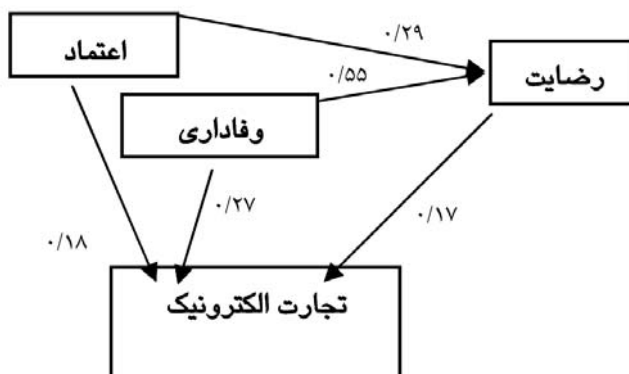 اعتماد
۰/۲۹
رضایت
۰/۵۵
وفاداری
۰/۲۷
۰/۱۷
۰/۱۸
تجارت الکترونیک